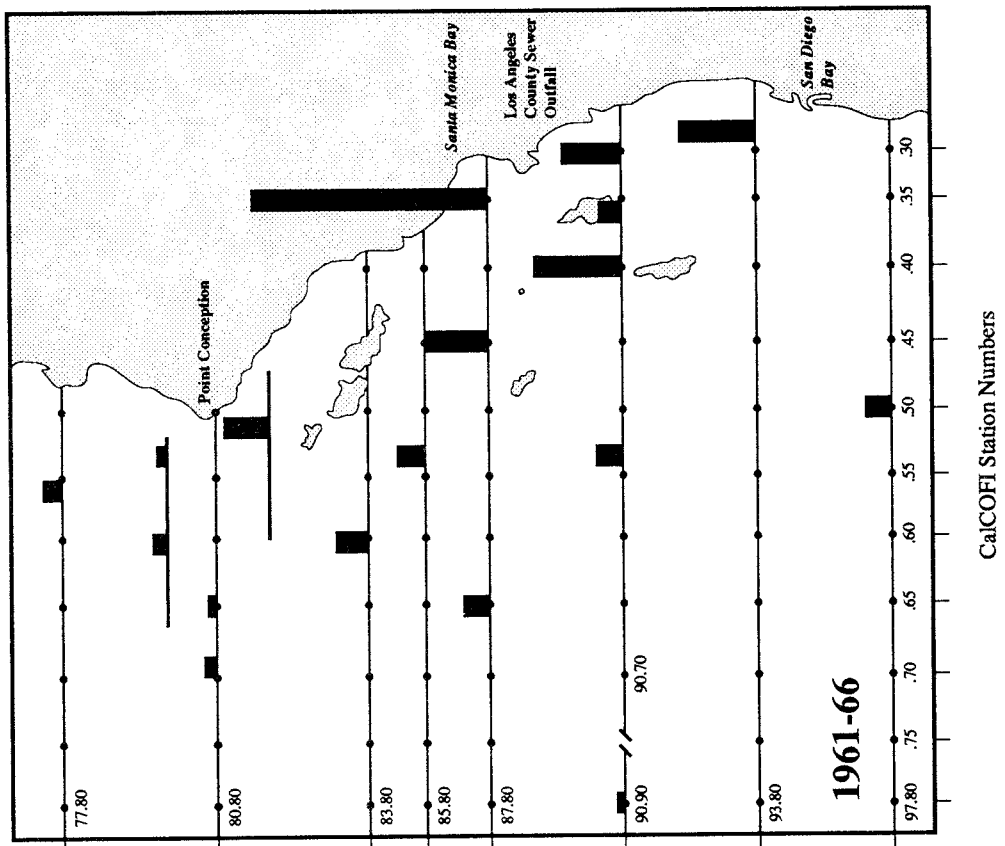 Santa Monica Bay
Los Angeles
County Sewer
Outfall
San Diego
Bay
Point Conception
77.80
80.80
83.80
85.80
87.80
90.90
90.70
93.80
97.80
1961-66
.30
.35
.40
.45
.50
.55
.60
.65
.70
.75
.80
CalCOFI Station Numbers